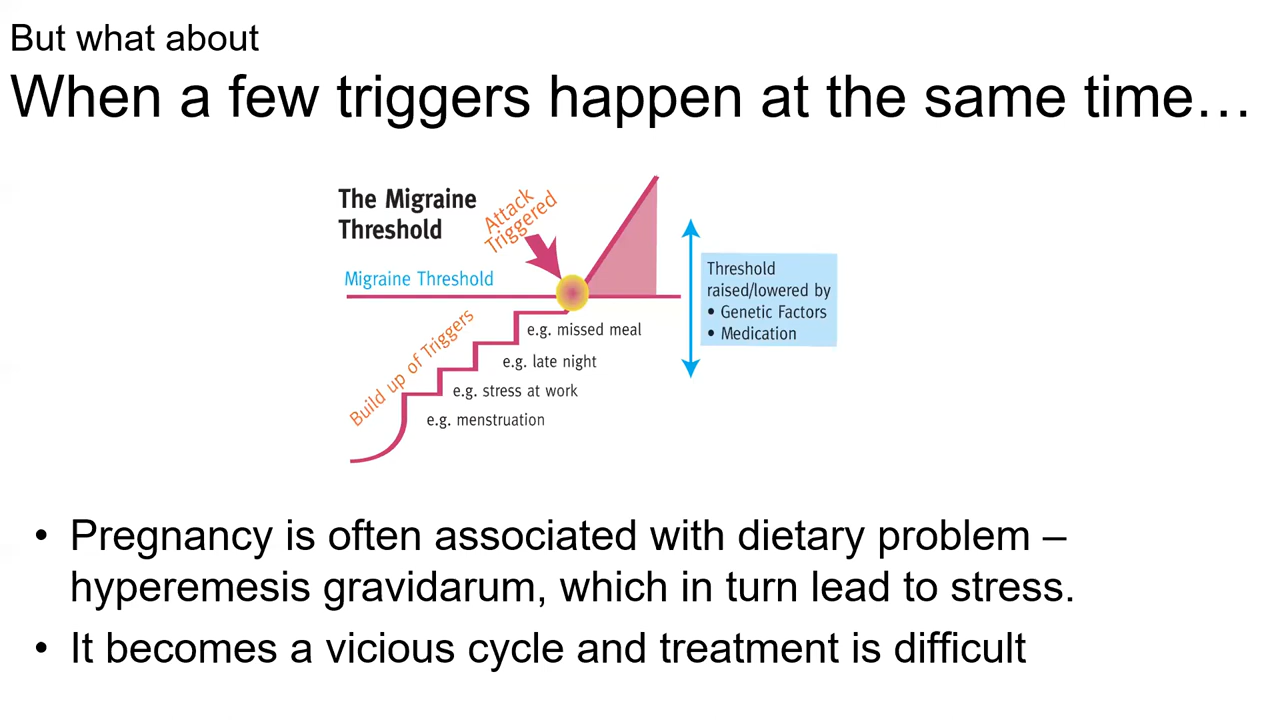 But what about
When a few triggers happen at the same time…
The Migraine
Threshold
Attack
Triggered
Migraine Threshold
Build up of Triggers
e.g. missed meal
e.g. late night
e.g. stress at work
e.g. menstruation
Threshold
raised/lowered by
• Genetic Factors
• Medication
• Pregnancy is often associated with dietary problem –
hyperemesis gravidarum, which in turn lead to stress.
• It becomes a vicious cycle and treatment is difficult